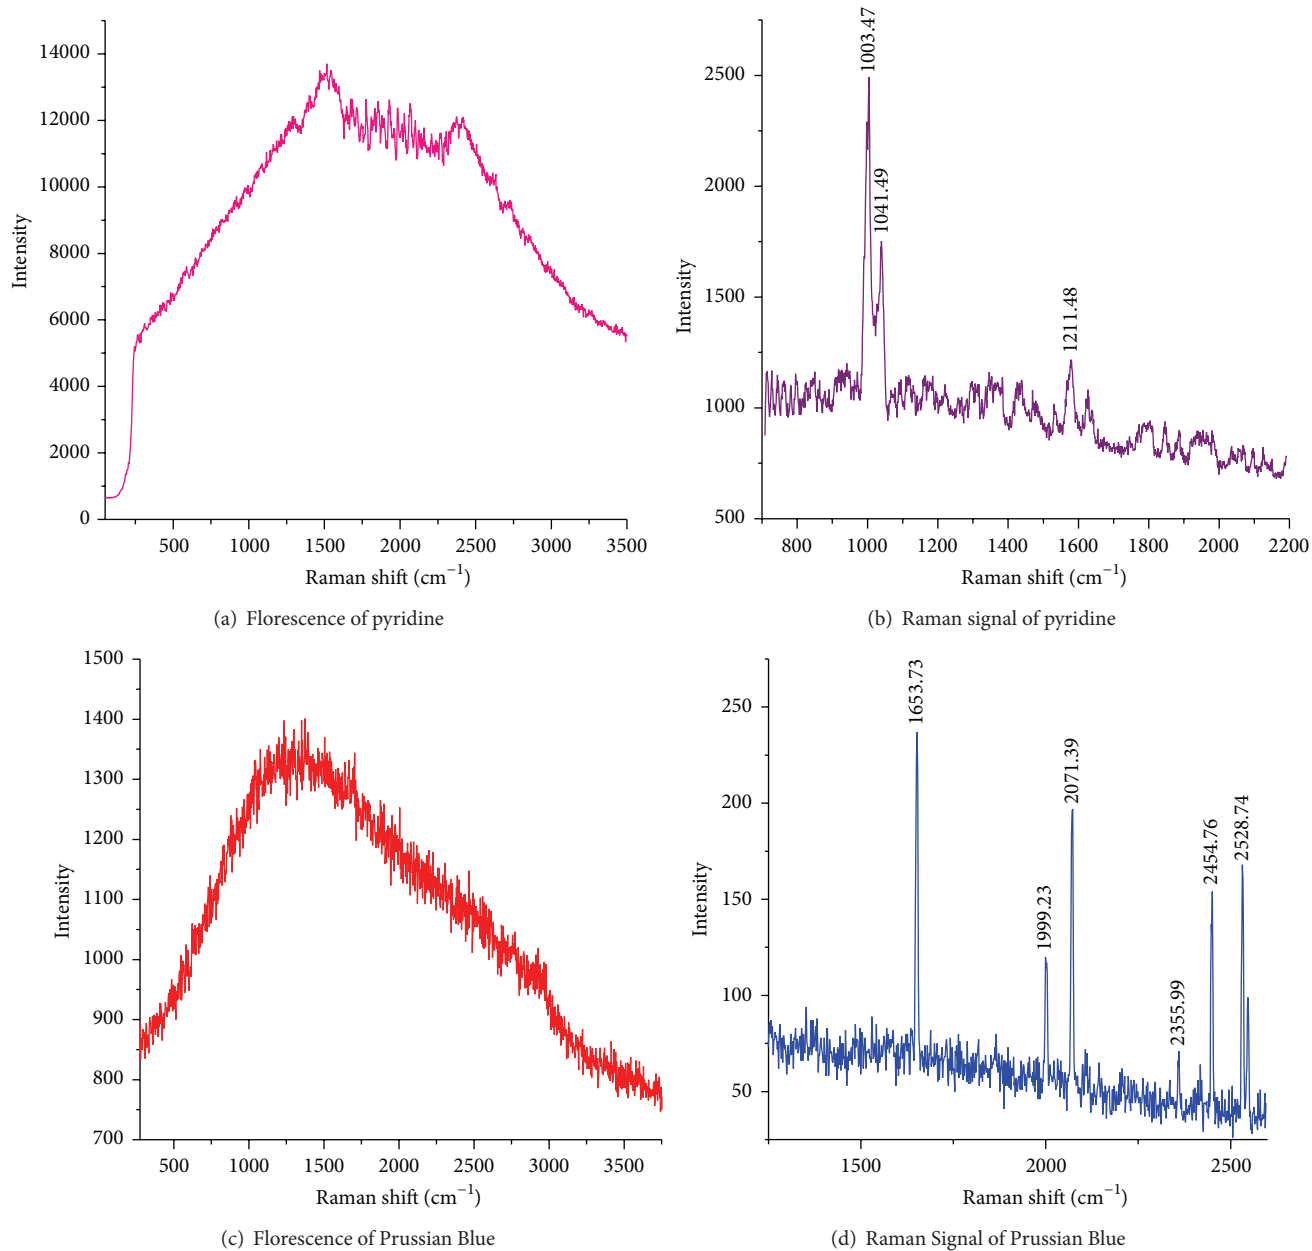 14000
12000
10000
8000
6000
4000
2000
0
Intensity
500 1000 1500 2000 2500 3000 3500
Raman shift (cm⁻¹)
(a) Florescence of pyridine
2500
2000
1500
1000
500
Intensity
1003.47
1041.49
1211.48
800 1000 1200 1400 1600 1800 2000 2200
Raman shift (cm⁻¹)
(b) Raman signal of pyridine
1500
1400
1300
1200
1100
1000
900
800
700
Intensity
500 1000 1500 2000 2500 3000 3500
Raman shift (cm⁻¹)
(c) Florescence of Prussian Blue
250
200
150
100
50
Intensity
1653.73
1999.23
2071.39
2355.99
2454.76
2528.74
1500 2000 2500
Raman shift (cm⁻¹)
(d) Raman Signal of Prussian Blue